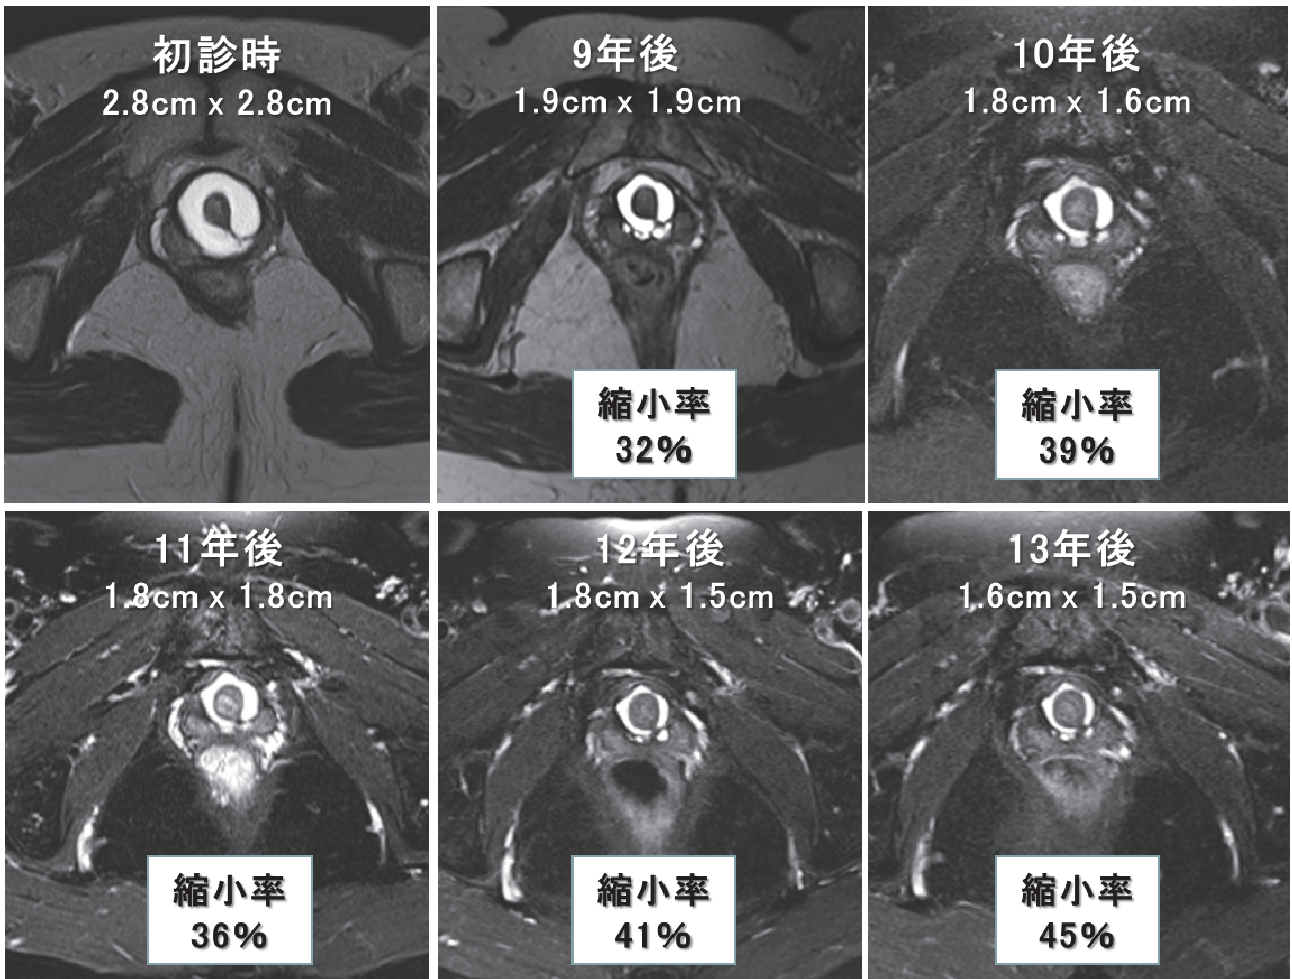 初診時
2.8cm x 2.8cm
9年後
1.9cm x 1.9cm
縮小率
32%
10年後
1.8cm x 1.6cm
縮小率
39%
11年後
1.8cm x 1.8cm
縮小率
36%
12年後
1.8cm x 1.5cm
縮小率
41%
13年後
1.6cm x 1.5cm
縮小率
45%